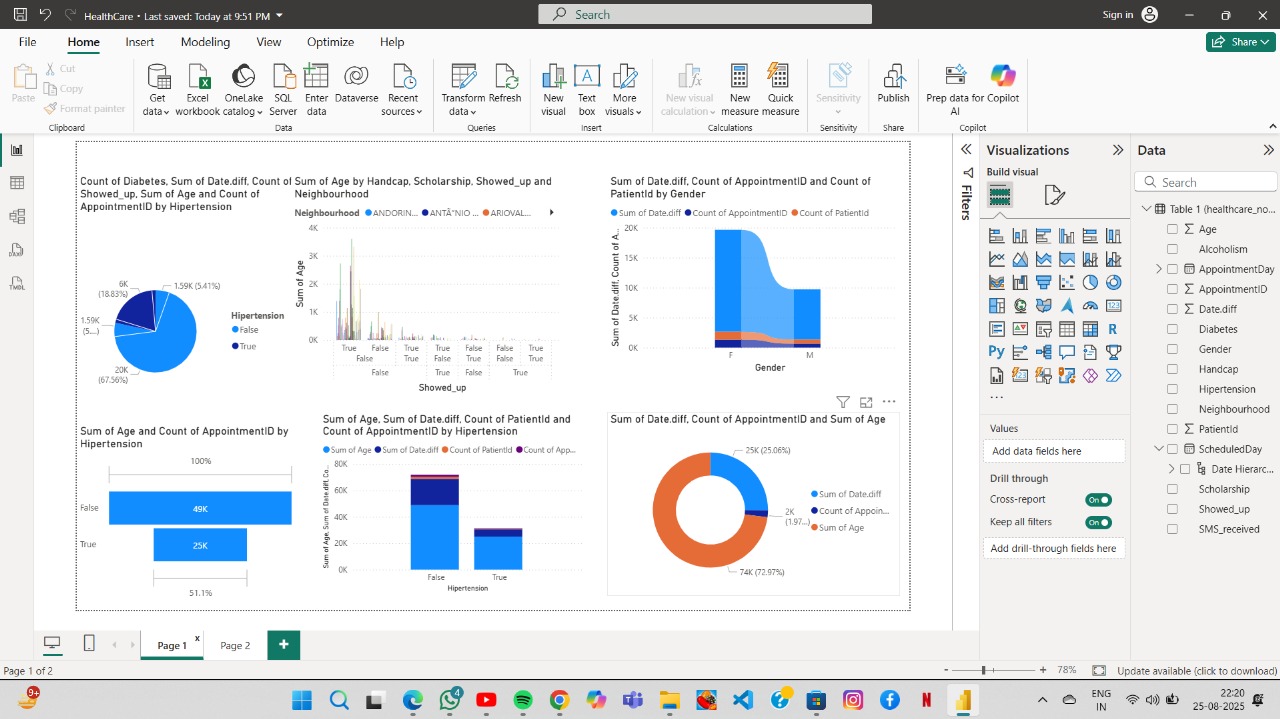 HealthCare • Last saved: Today at 9:51 PM
Search
Sign in
File Home Insert Modeling View Optimize Help
Share
Paste
Cut
Copy
Format painter
Clipboard
Get data
Excel workbook
OneLake catalog
SQL Server
Enter data
Dataverse
Recent sources
Data
Transform data
Refresh
Queries
New visual
Text box
More visuals
Insert
New visual calculation
New measure
Quick measure
Calculations
Sensitivity
Sensitivity
Publish
Share
Prep data for AI
Copilot
Copilot
Count of Diabetes, Sum of Date.diff, Count of
Showed_up, Sum of Age and Count of
AppointmentID by Hipertension
6K
(18.83%)
1.59K (5.41%)
1.59K
(5....)
20K
(67.56%)
Hipertension
False
True
Sum of Age by Handcap, Scholarship, Showed_up and
Neighbourhood
Neighbourhood ANDORIN... ANTÃ"NIO ... ARIOVAL...
4K
3K
2K
1K
0K
Sum of Age
True False True True False False True
False False True False True False True
False True False True
Showed_up
Sum of Date.diff, Count of AppointmentID and Count of
PatientId by Gender
Sum of Date.diff Count of AppointmentID Count of PatientId
20K
15K
10K
5K
0K
Sum of Date.diff, Count of A...
F M
Gender
Sum of Age and Count of AppointmentID by
Hipertension
100%
False 49K
True 25K
51.1%
Sum of Age, Sum of Date.diff, Count of PatientId and
Count of AppointmentID by Hipertension
Sum of Age Sum of Date.diff Count of PatientId Count of App...
80K
60K
40K
20K
0K
Sum of Age, Sum of Date.diff, Co...
False True
Hipertension
Sum of Date.diff, Count of AppointmentID and Sum of Age
25K (25.06%)
2K
(1.97...)
74K (72.97%)
Sum of Date.diff
Count of Appoin...
Sum of Age
Filters
Visualizations
Build visual
R
Py
Values
Add data fields here
Drill through
Cross-report On
Keep all filters On
Add drill-through fields here
Data
Search
Table 1 (healthcare_no...
Age
Alcoholism
AppointmentDay
AppointmentID
Date.diff
Diabetes
Gender
Handcap
Hipertension
Neighbourhood
PatientId
ScheduledDay
Date Hierarc...
Scholarship
Showed_up
SMS_received
Page 1
Page 2
Page 1 of 2
78%
Update available (click to download)
9+
4
ENG
IN
22:20
25-08-2025